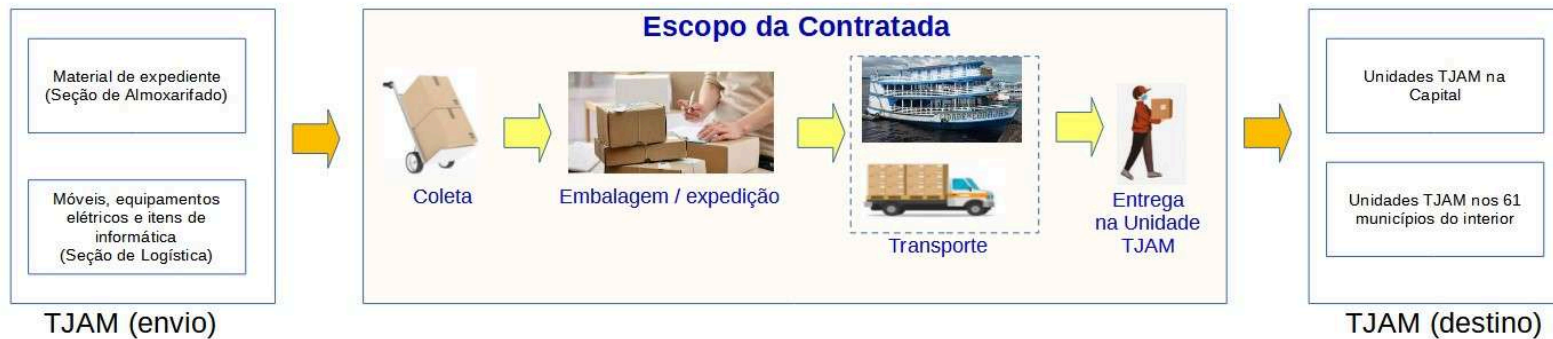 Escopo da Contratada
Material de expediente
(Seção de Almoxarifado)
Móveis, equipamentos
elétricos e itens de
informática
(Seção de Logística)
TJAM (envio)
Coleta
Embalagem / expedição
Transporte
Entrega
na Unidade
TJAM
Unidades TJAM na
Capital
Unidades TJAM nos 61
municípios do interior
TJAM (destino)